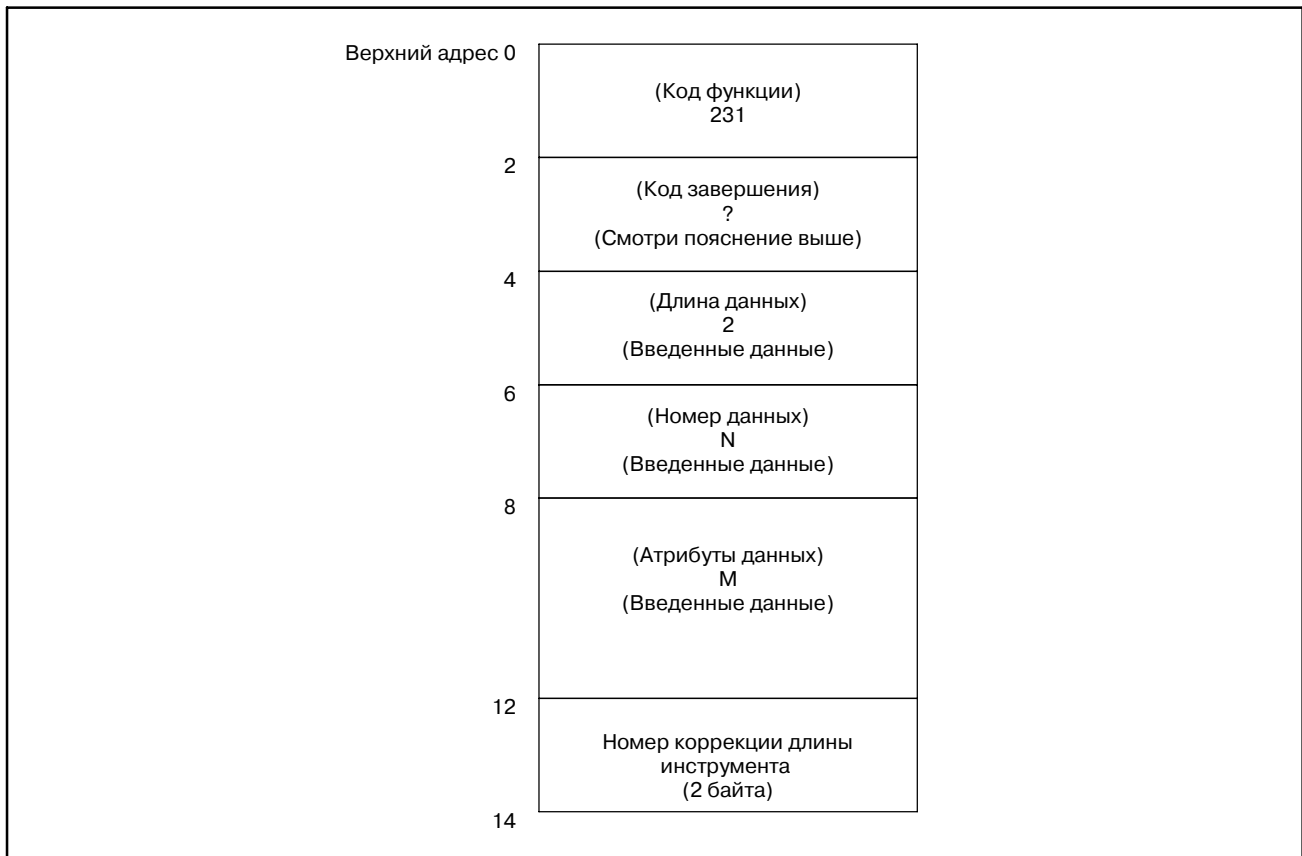 Верхний адрес 0
(Код функции)
231
2
(Код завершения)
?
(Смотри пояснение выше)
4
(Длина данных)
2
(Введенные данные)
6
(Номер данных)
N
(Введенные данные)
8
(Атрибуты данных)
M
(Введенные данные)
12
Номер коррекции длины
инструмента
(2 байта)
14